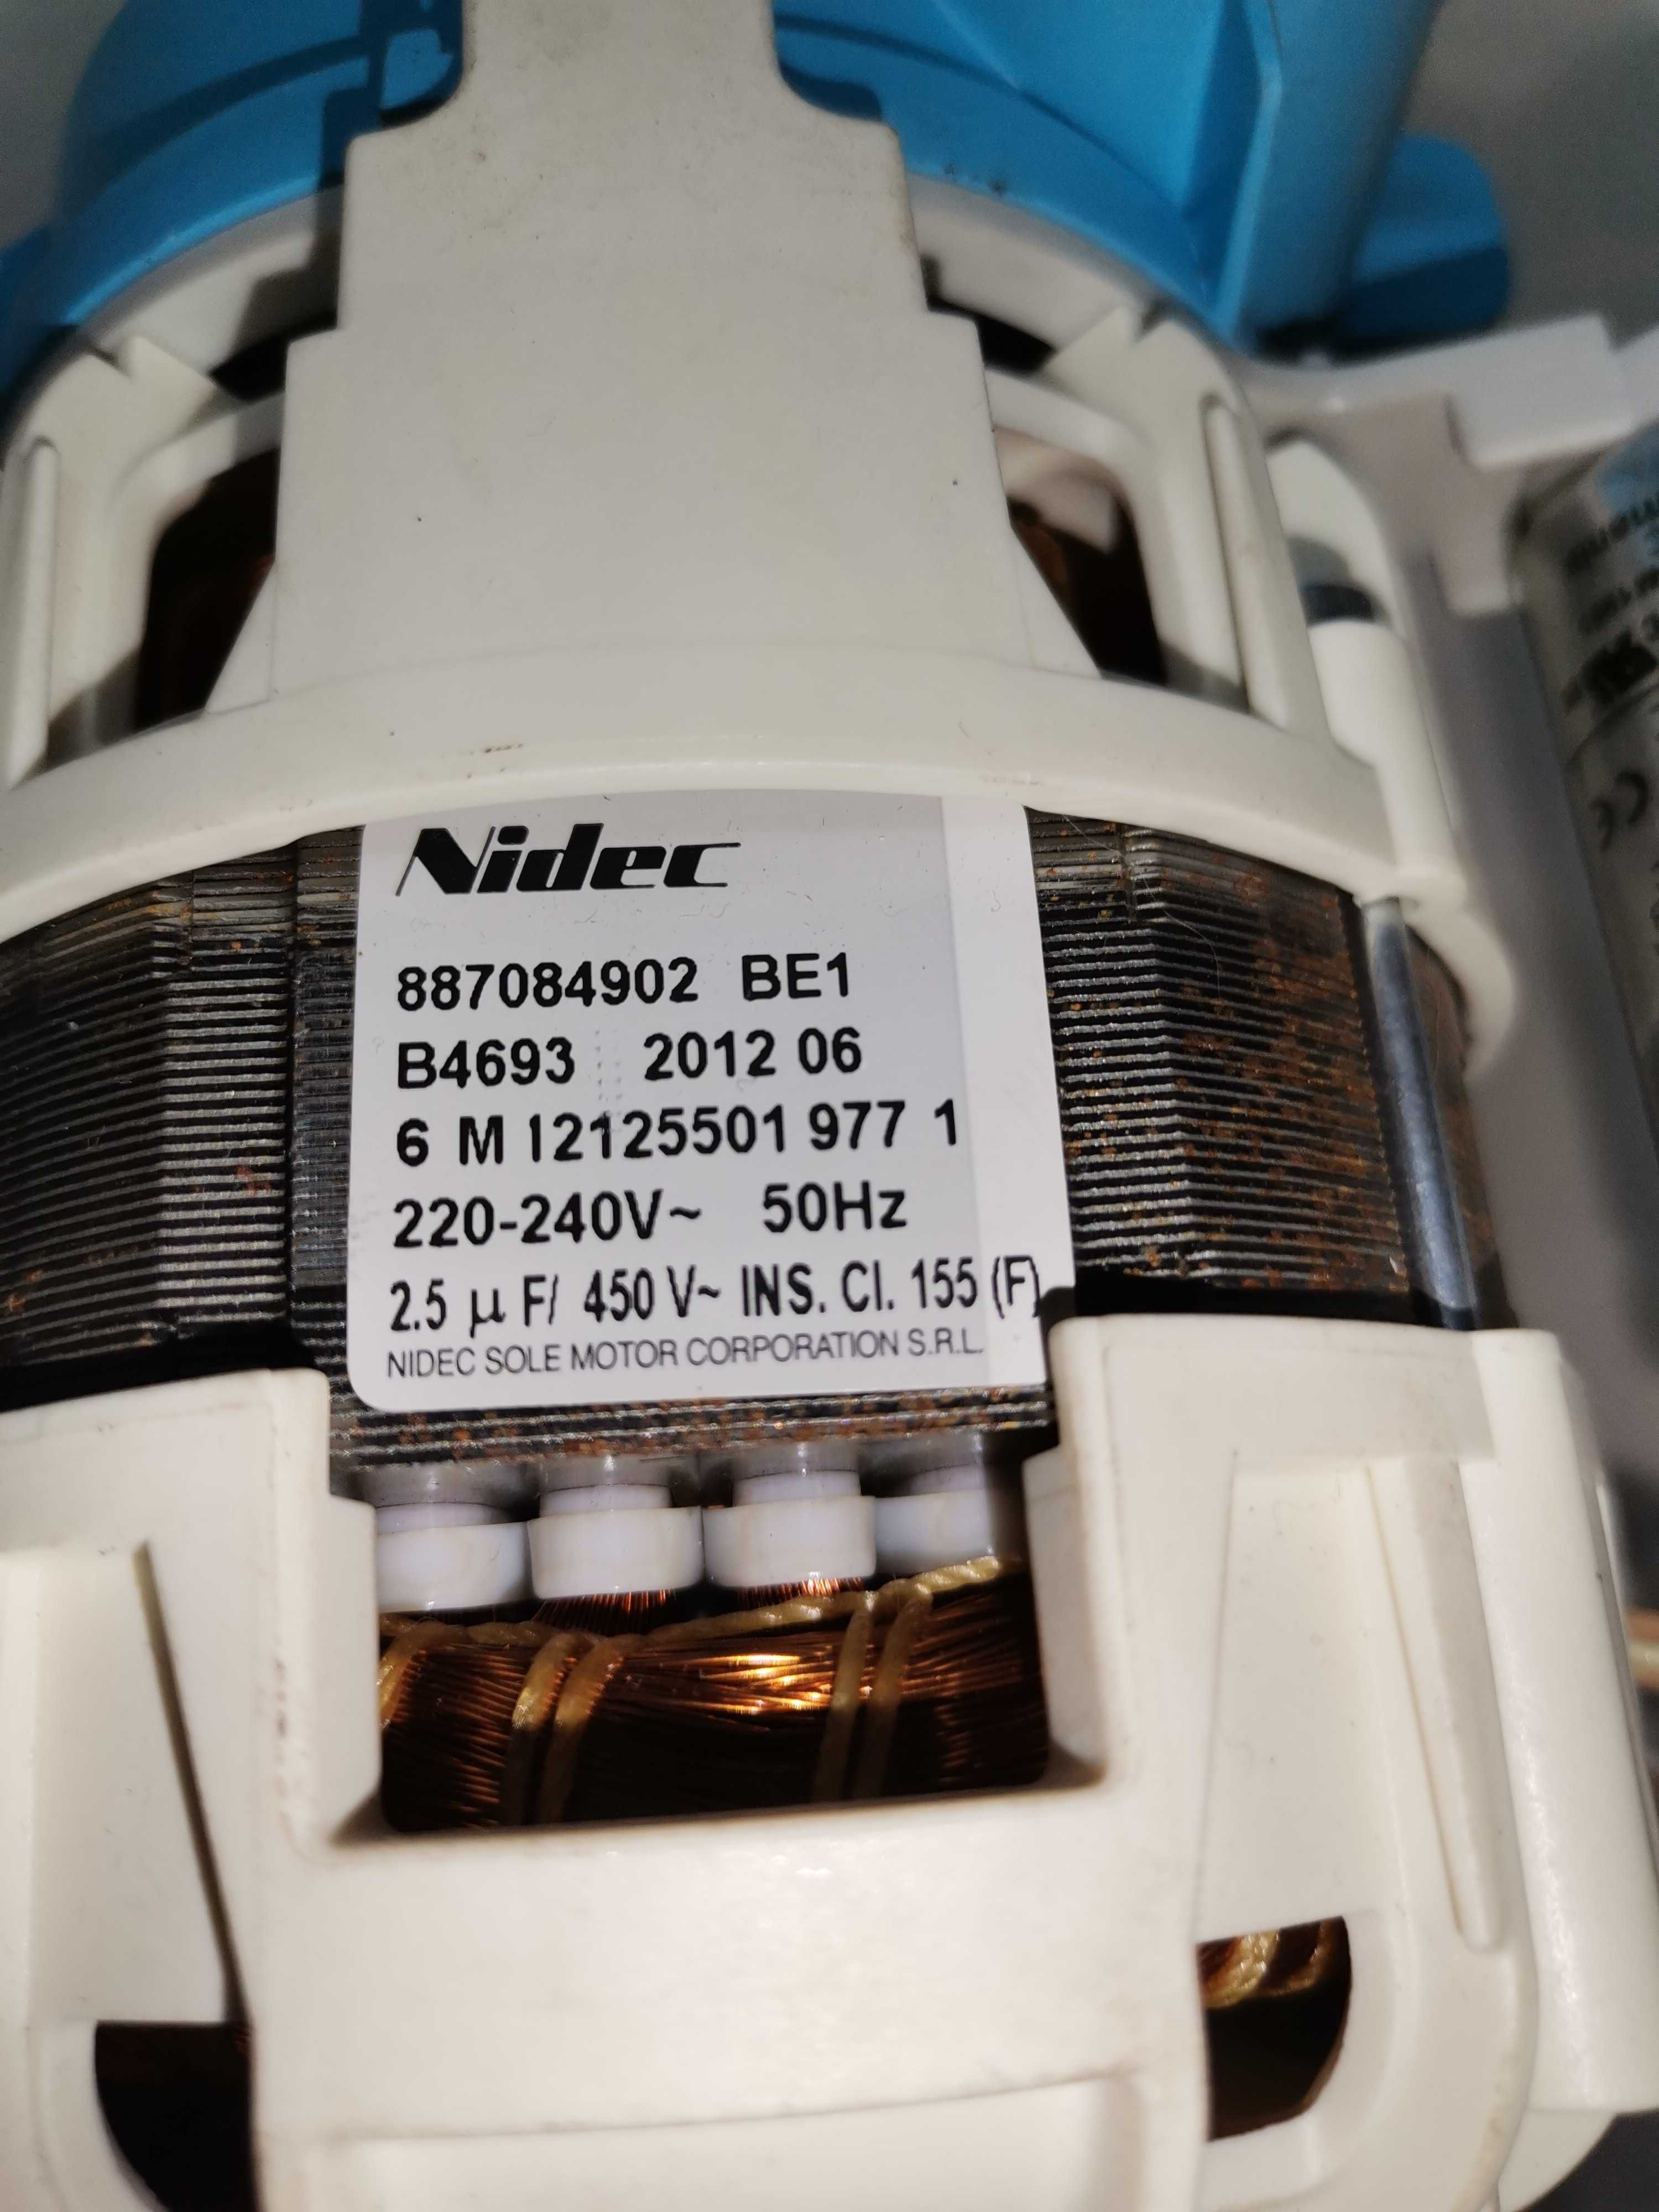 Nidec
887084902 BE1
B4693 2012 06
6 M 12125501 977 1
220-240V~ 50Hz
2.5 µ F/ 450 V~ INS. Cl. 155 (F)
NIDEC SOLE MOTOR CORPORATION S.R.L.
CE